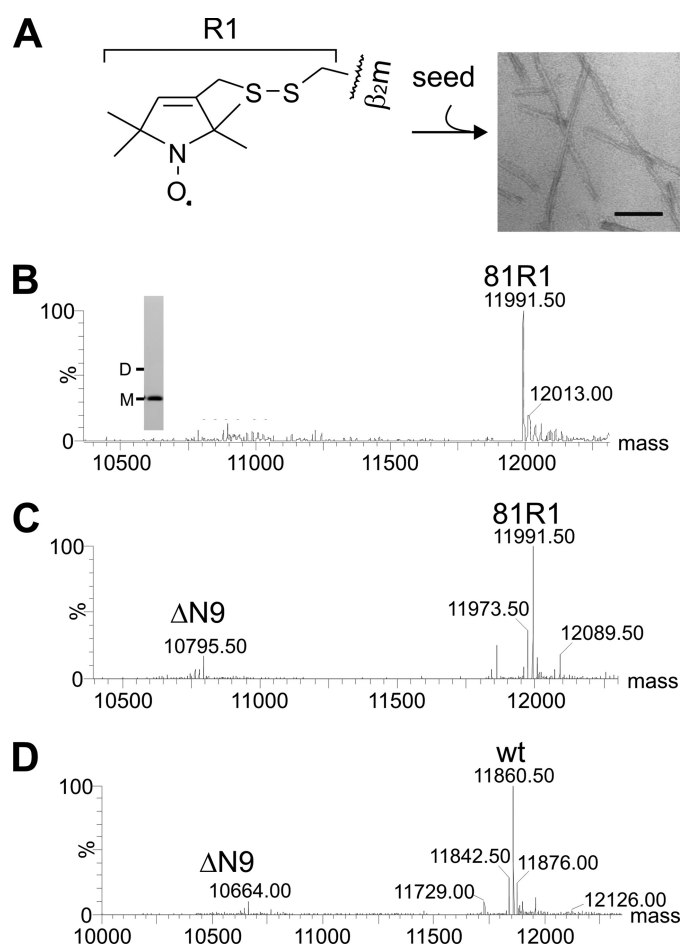 A
R1
S
S
N
O
β2m
seed
B
81R1
11991.50
100
D
%
M
12013.00
0
mass
10500
11000
11500
12000
C
81R1
100
11991.50
ΔN9
%
11973.50
10795.50
12089.50
0
mass
10500
11000
11500
12000
D
wt
100
11860.50
%
ΔN9
11842.50
11876.00
10664.00
11729.00
12126.00
0
mass
10000
10500
11000
11500
12000